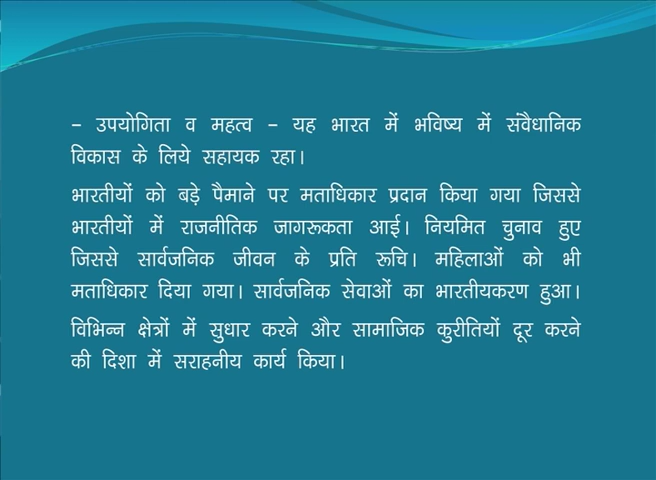 – उपयोगिता व महत्व – यह भारत में भविष्य में संवैधानिक
विकास के लिये सहायक रहा।
भारतीयों को बड़े पैमाने पर मताधिकार प्रदान किया गया जिससे
भारतीयों में राजनीतिक जागरूकता आई। नियमित चुनाव हुए
जिससे सार्वजनिक जीवन के प्रति रूचि। महिलाओं को भी
मताधिकार दिया गया। सार्वजनिक सेवाओं का भारतीयकरण हुआ।
विभिन्न क्षेत्रों में सुधार करने और सामाजिक कुरीतियों दूर करने
की दिशा में सराहनीय कार्य किया।